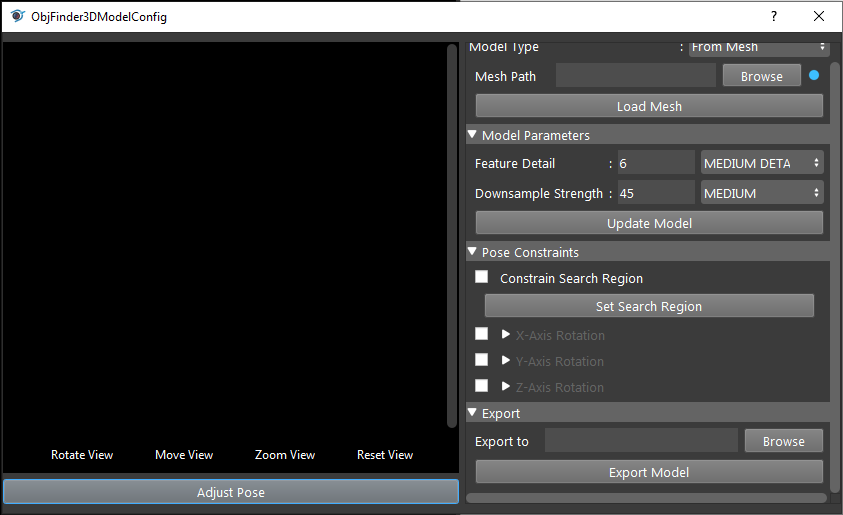 ObjFinder3DModelConfig ?
Model Type : From Mesh
Mesh Path Browse
Load Mesh
Model Parameters
Feature Detail : 6 MEDIUM DETA
Downsample Strength : 45 MEDIUM
Update Model
Pose Constraints
Constrain Search Region
Set Search Region
X-Axis Rotation
Y-Axis Rotation
Z-Axis Rotation
Export
Export to Browse
Export Model
Rotate View Move View Zoom View Reset View
Adjust Pose